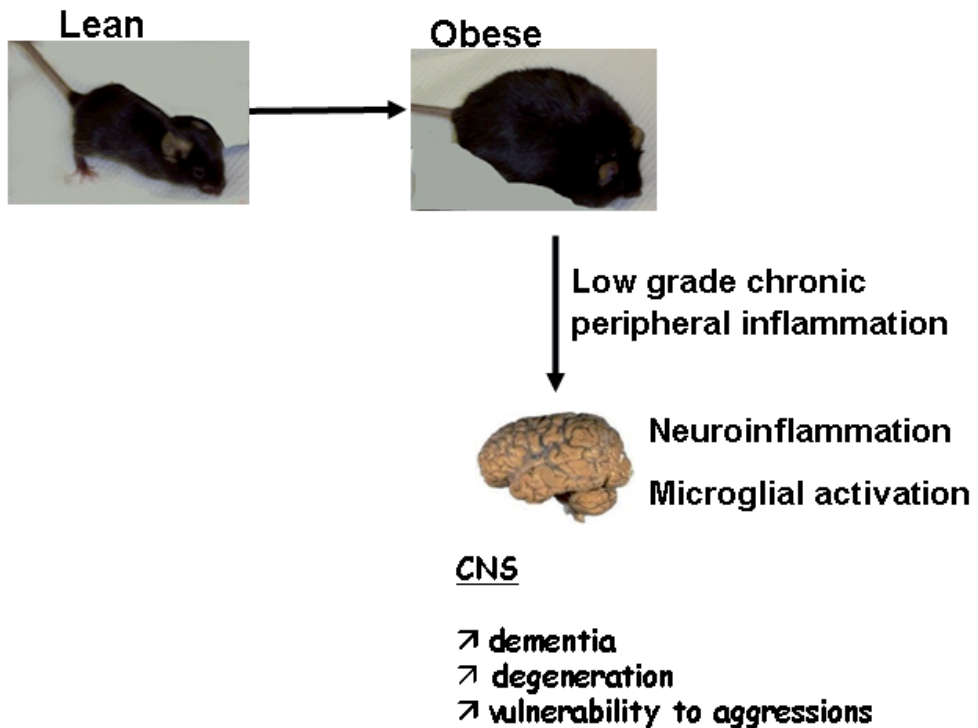 Lean
Obese
Low grade chronic
peripheral inflammation
Neuroinflammation
Microglial activation
CNS
↗ dementia
↗ degeneration
↗ vulnerability to aggressions